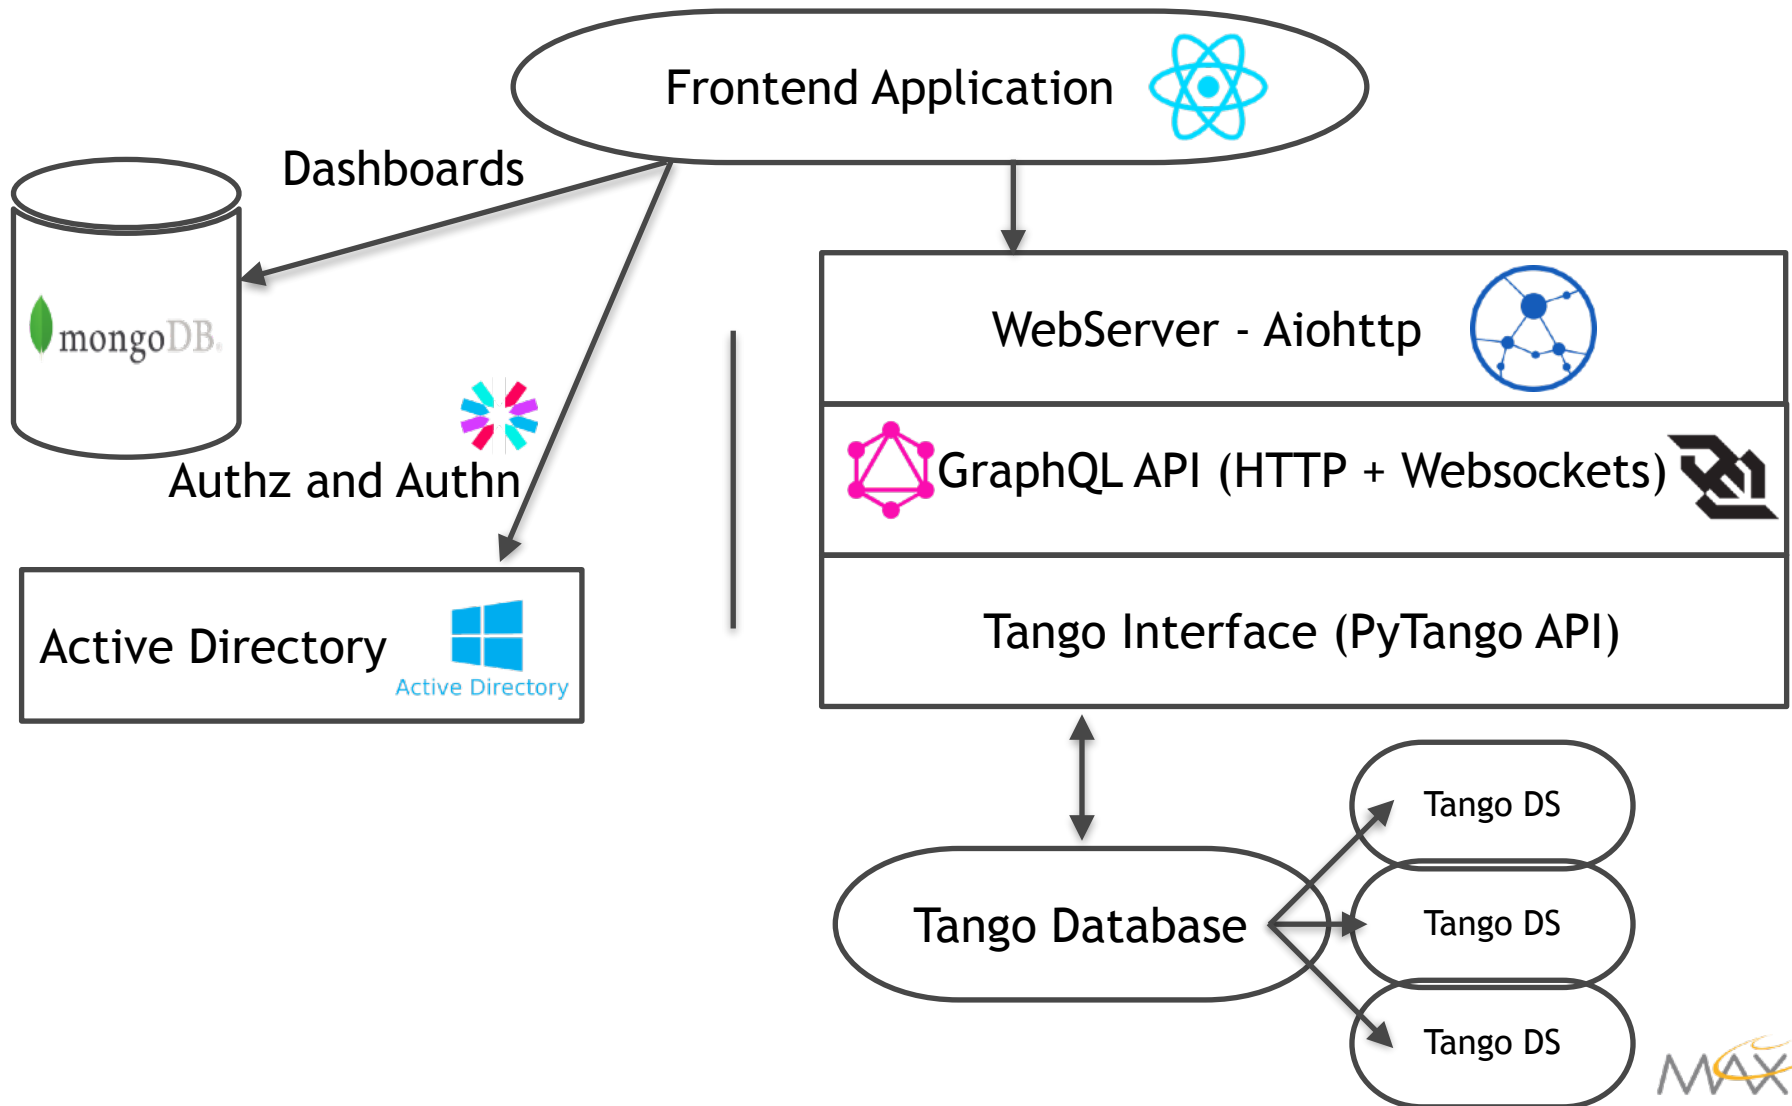 Frontend Application
Dashboards
mongoDB.
WebServer - Aiohttp
GraphQL API (HTTP + Websockets)
Authz and Authn
Active Directory
Active Directory
Tango Interface (PyTango API)
Tango DS
Tango Database
Tango DS
Tango DS
MAX